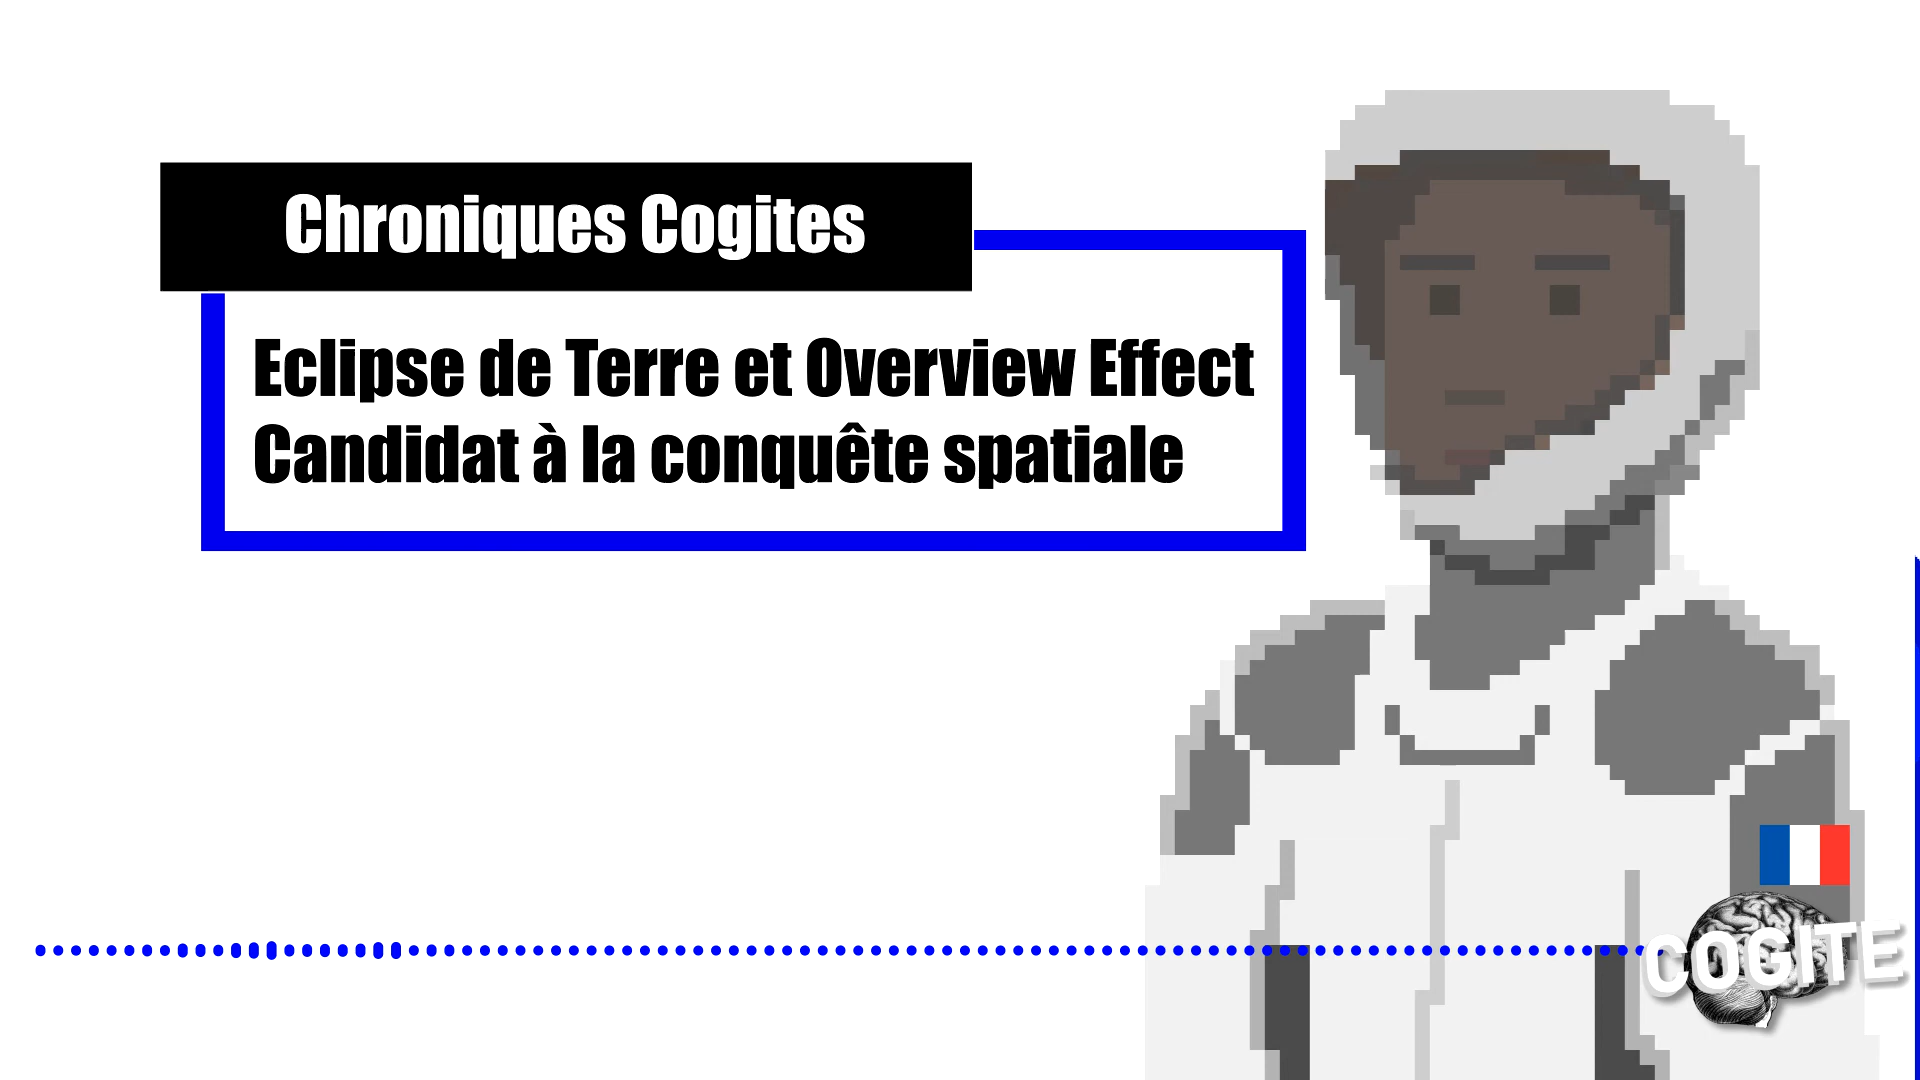 Chroniques Cogites
Eclipse de Terre et Overview Effect
Candidat à la conquête spatiale
COGITE